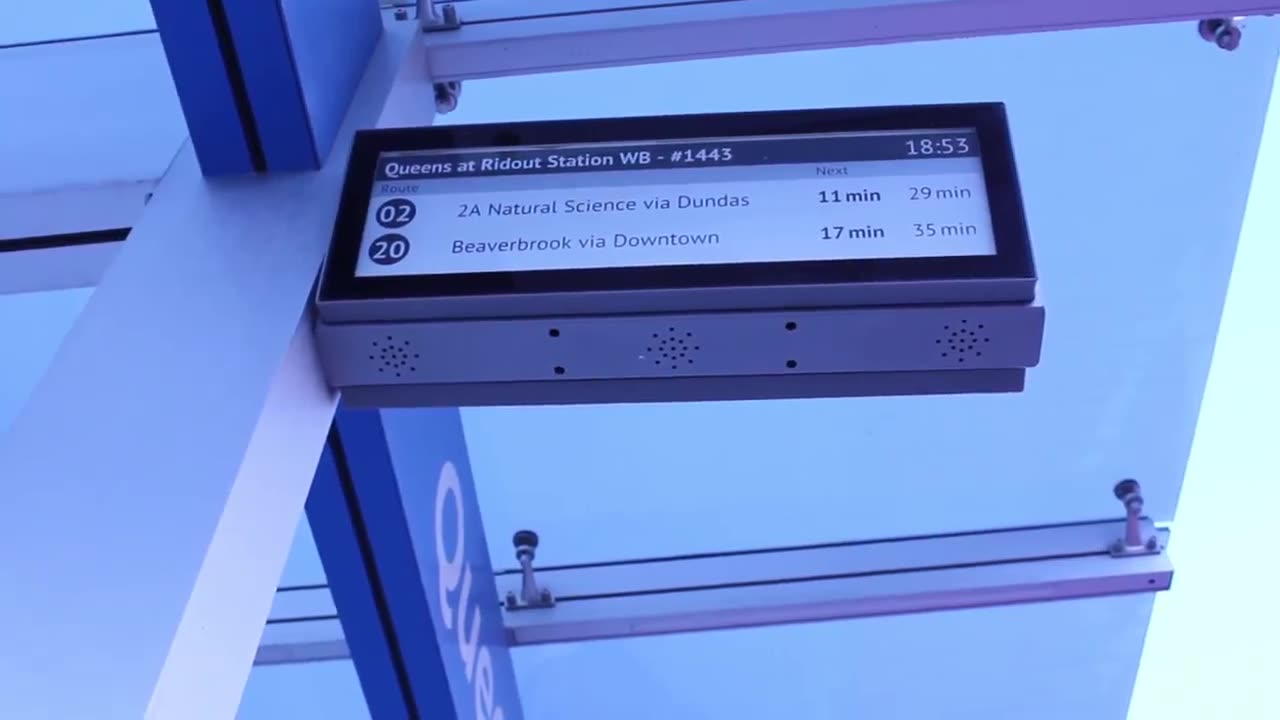 Queens at Ridout Station WB - #1443 18:53
Route Next
02 2A Natural Science via Dundas 11 min 29 min
20 Beaverbrook via Downtown 17 min 35 min